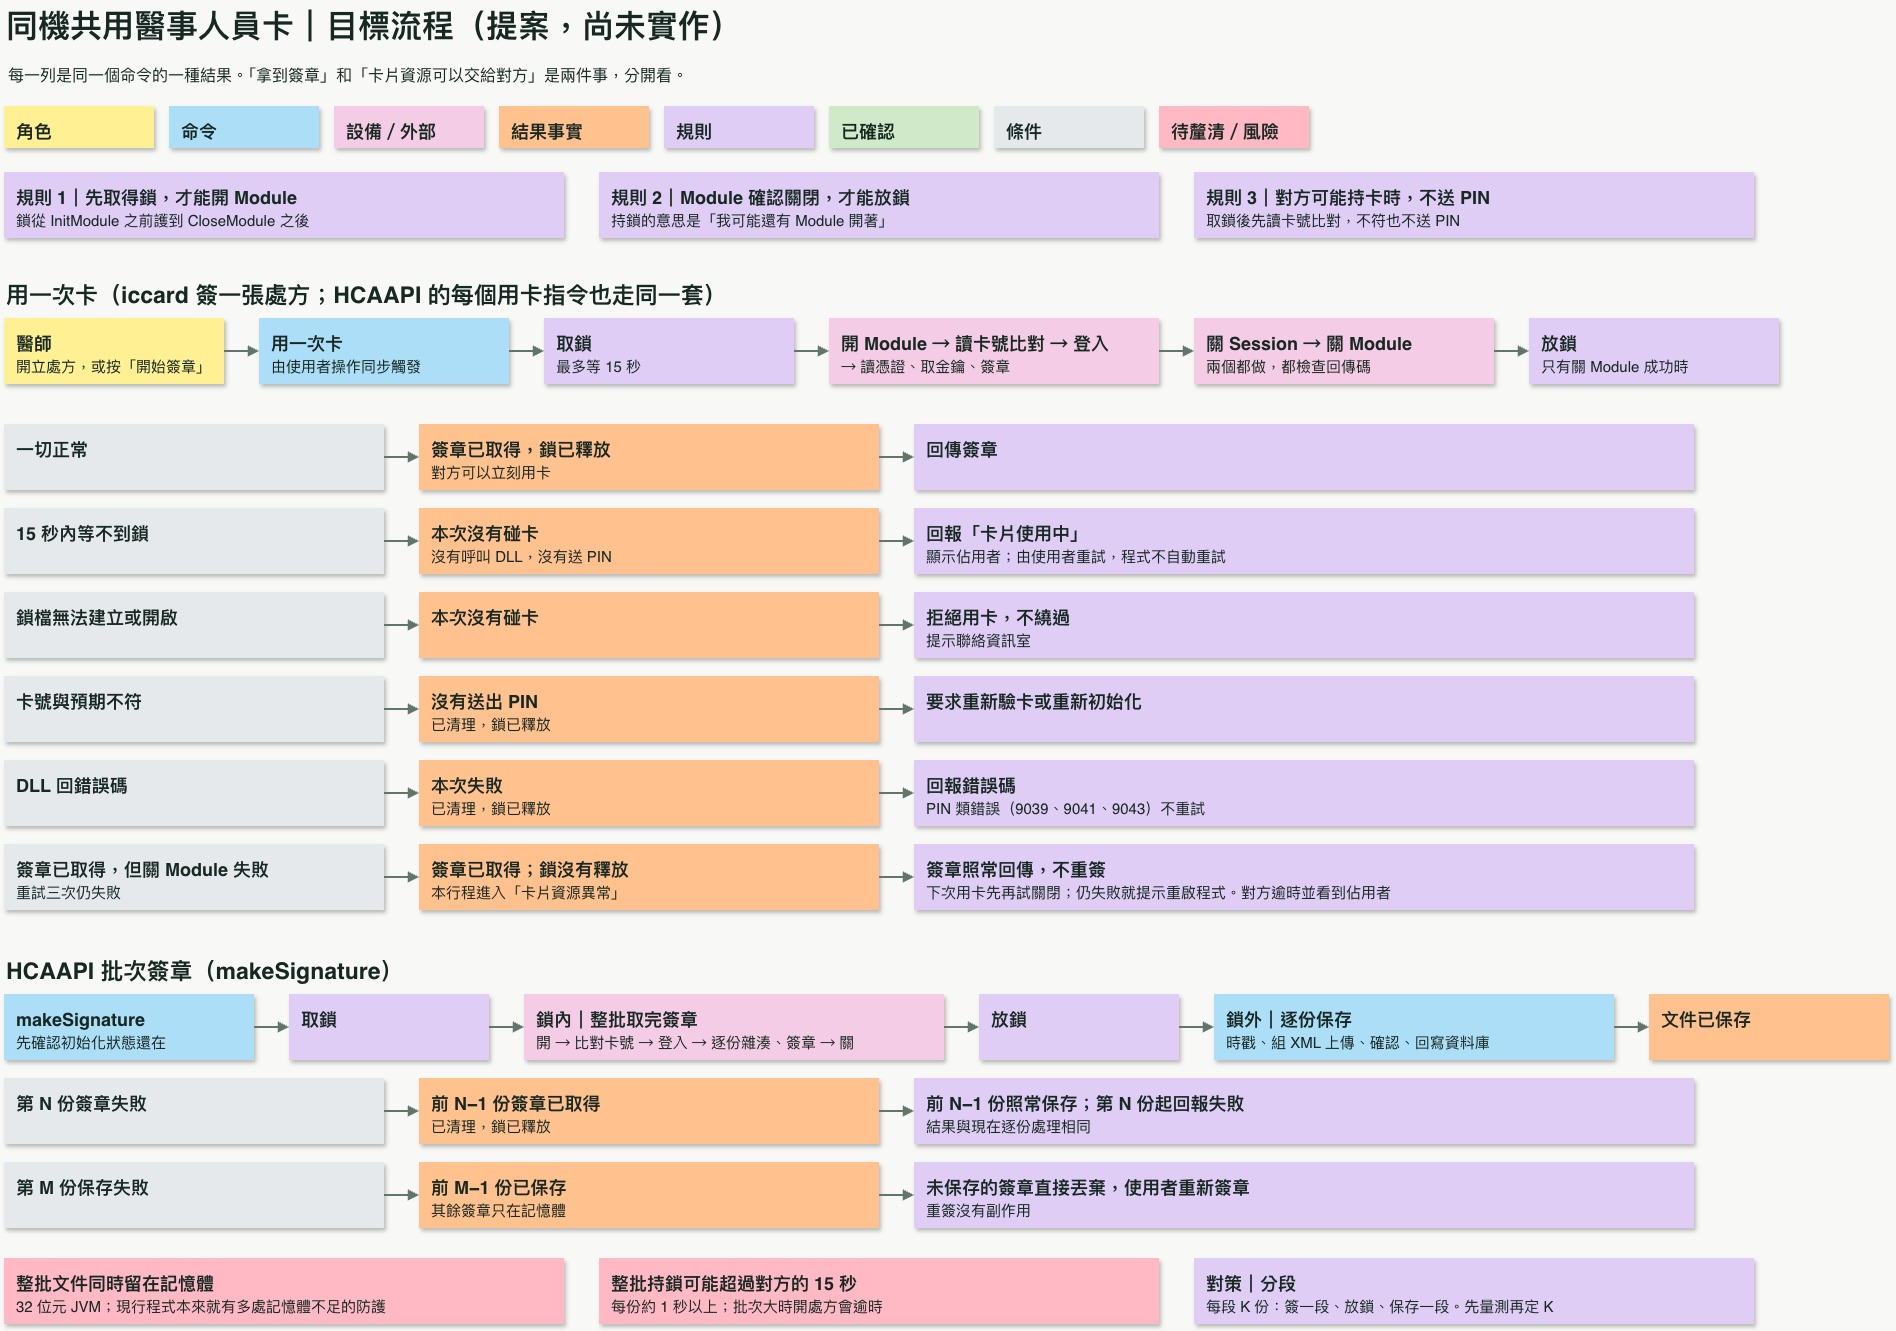 同機共用醫事人員卡｜目標流程（提案，尚未實作）
每一列是同一個命令的一種結果。「拿到簽章」和「卡片資源可以交給對方」是兩件事，分開看。
角色
命令
設備 / 外部
結果事實
規則
已確認
條件
待釐清 / 風險
規則 1｜先取得鎖，才能開 Module
鎖從 InitModule 之前護到 CloseModule 之後
規則 2｜Module 確認關閉，才能放鎖
持鎖的意思是「我可能還有 Module 開著」
規則 3｜對方可能持卡時，不送 PIN
取鎖後先讀卡號比對，不符也不送 PIN
用一次卡（iccard 簽一張處方；HCAAPI 的每個用卡指令也走同一套）
醫師
開立處方，或按「開始簽章」
用一次卡
由使用者操作同步觸發
取鎖
最多等 15 秒
開 Module → 讀卡號比對 → 登入
→ 讀憑證、取金鑰、簽章
關 Session → 關 Module
兩個都做，都檢查回傳碼
放鎖
只有關 Module 成功時
一切正常
簽章已取得，鎖已釋放
對方可以立刻用卡
回傳簽章
15 秒內等不到鎖
本次沒有碰卡
沒有呼叫 DLL，沒有送 PIN
回報「卡片使用中」
顯示佔用者；由使用者重試，程式不自動重試
鎖檔無法建立或開啟
本次沒有碰卡
拒絕用卡，不繞過
提示聯絡資訊室
卡號與預期不符
沒有送出 PIN
已清理，鎖已釋放
要求重新驗卡或重新初始化
DLL 回錯誤碼
本次失敗
已清理，鎖已釋放
回報錯誤碼
PIN 類錯誤（9039、9041、9043）不重試
簽章已取得，但關 Module 失敗
重試三次仍失敗
簽章已取得；鎖沒有釋放
本行程進入「卡片資源異常」
簽章照常回傳，不重簽
下次用卡先再試關閉；仍失敗就提示重啟程式。對方逾時並看到佔用者
HCAAPI 批次簽章（makeSignature）
makeSignature
先確認初始化狀態還在
取鎖
鎖內｜整批取完簽章
開 → 比對卡號 → 登入 → 逐份雜湊、簽章 → 關
放鎖
鎖外｜逐份保存
時戳、組 XML 上傳、確認、回寫資料庫
文件已保存
第 N 份簽章失敗
前 N–1 份簽章已取得
已清理，鎖已釋放
前 N–1 份照常保存；第 N 份起回報失敗
結果與現在逐份處理相同
第 M 份保存失敗
前 M–1 份已保存
其餘簽章只在記憶體
未保存的簽章直接丟棄，使用者重新簽章
重簽沒有副作用
整批文件同時留在記憶體
32 位元 JVM；現行程式本來就有多處記憶體不足的防護
整批持鎖可能超過對方的 15 秒
每份約 1 秒以上；批次大時開處方會逾時
對策｜分段
每段 K 份：簽一段、放鎖、保存一段。先量測再定 K